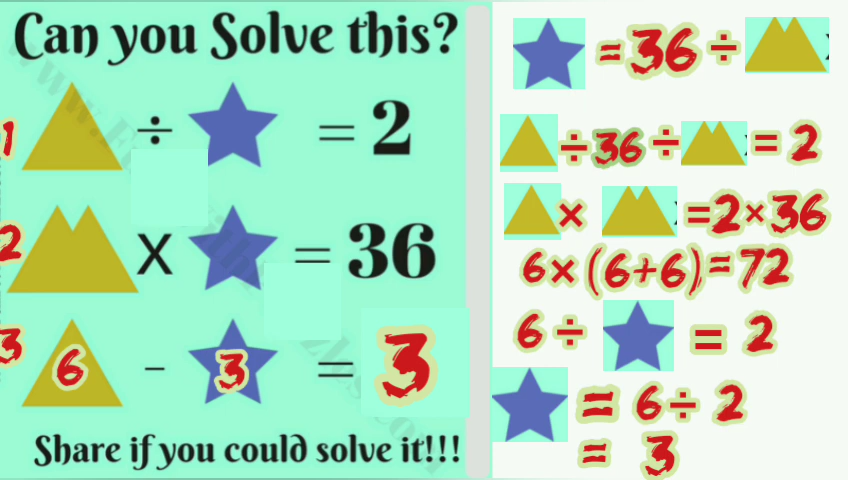 Can you Solve this?
1 ÷ = 2
2 X = 36
3 6 - 3 = 3
Share if you could solve it!!!
= 36 ÷
÷ 36 ÷ = 2
× = 2 × 36
6 × (6+6) = 72
6 ÷ = 2
= 6 ÷ 2
= 3